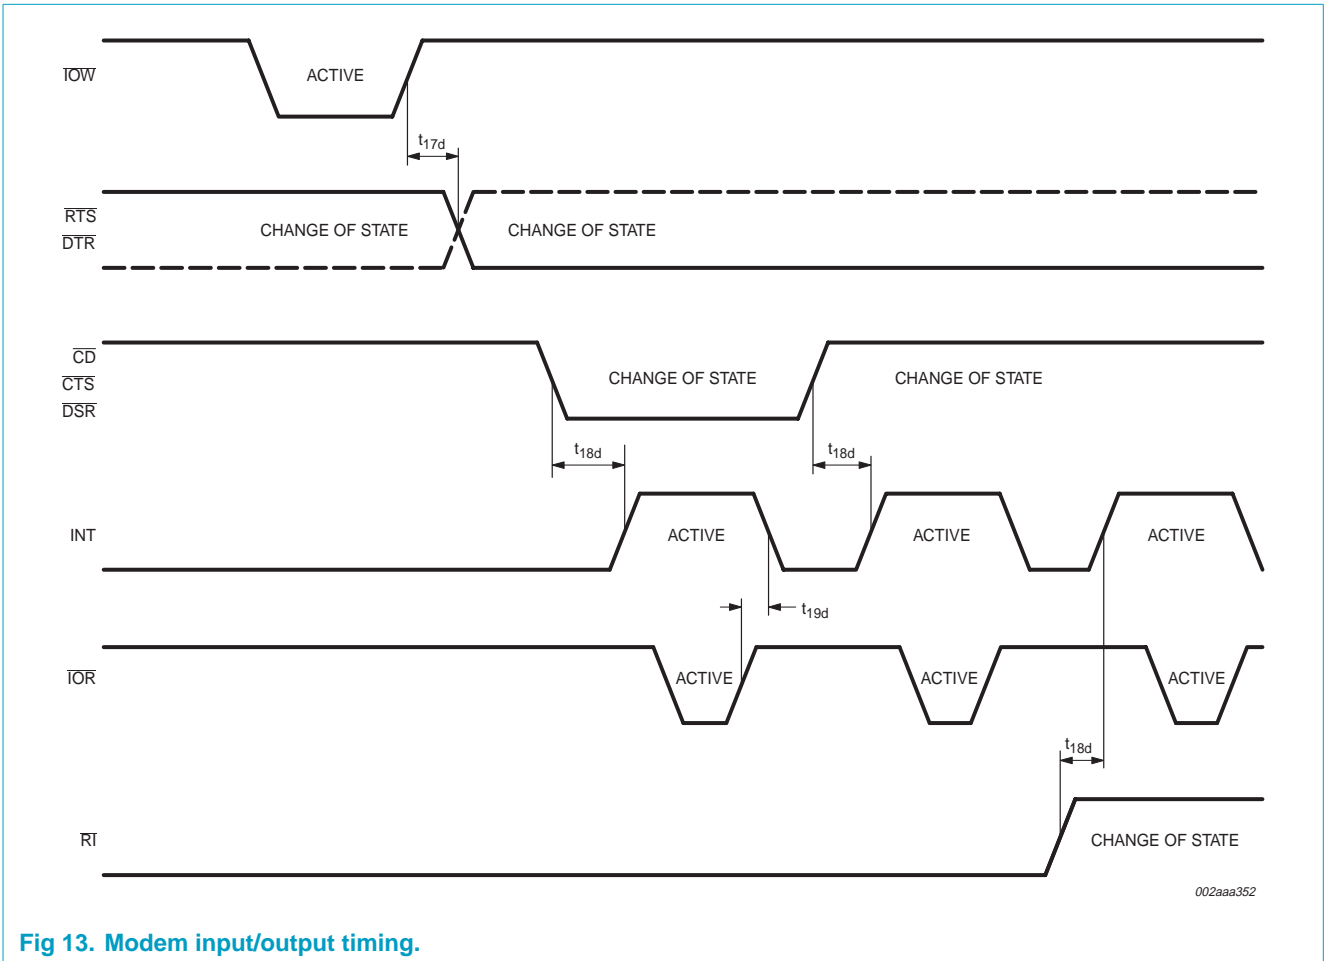 IOW
ACTIVE
t17d
RTS
DTR
CHANGE OF STATE CHANGE OF STATE
CD
CTS
DSR
CHANGE OF STATE CHANGE OF STATE
t18d t18d
INT
ACTIVE ACTIVE ACTIVE
t19d
IOR
ACTIVE ACTIVE ACTIVE
t18d
RI
CHANGE OF STATE
002aaa352
Fig 13. Modem input/output timing.